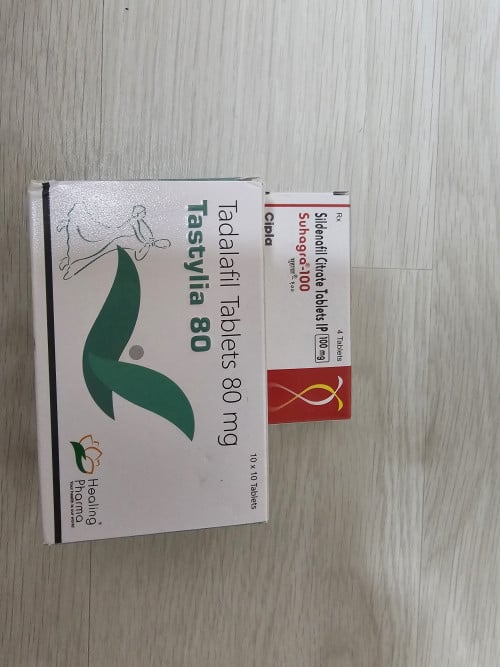 Tadalafil Tablets 80 mg
Tastylia 80
10 x 10 Tablets
Healing®
Pharma
Rx
4 Tablets
Sildenafil Citrate Tablets IP 100 mg
Suhagra®-100
सुहाग्रा®-१००
Cipla